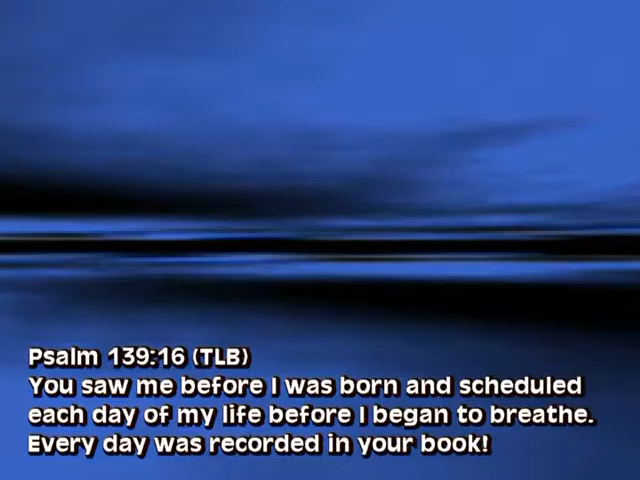 Psalm 139:16 (TLB)
You saw me before I was born and scheduled
each day of my life before I began to breathe.
Every day was recorded in your book!